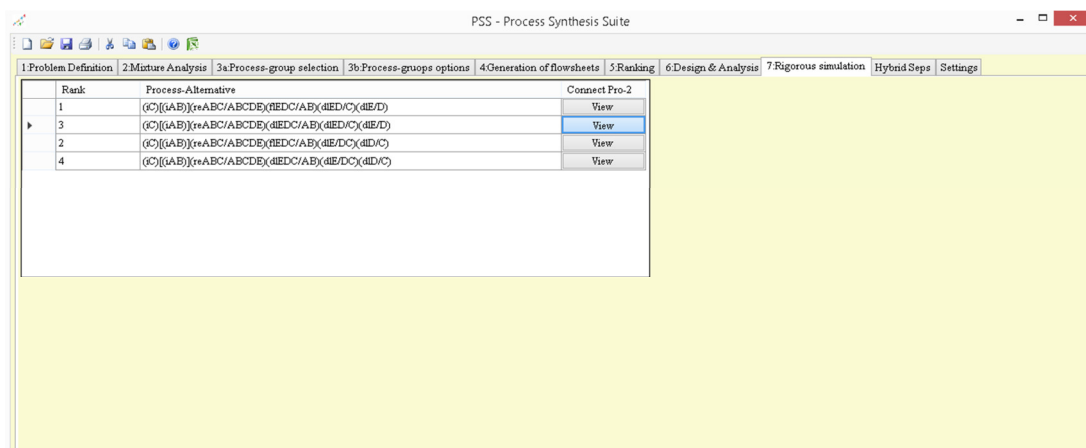 PSS - Process Synthesis Suite
1:Problem Definition 2:Mixture Analysis 3a:Process-group selection 3b:Process-gruops options 4:Generation of flowsheets 5:Ranking 6:Design & Analysis 7:Rigorous simulation Hybrid Seps Settings
Rank Process-Alternative Connect Pro-2
1 (iC)[(iAB)](reABC/ABCDE)(flEDC/AB)(dlED/C)(dlE/D) View
3 (iC)[(iAB)](reABC/ABCDE)(dlEDC/AB)(dlED/C)(dlE/D) View
2 (iC)[(iAB)](reABC/ABCDE)(flEDC/AB)(dlE/DC)(dlD/C) View
4 (iC)[(iAB)](reABC/ABCDE)(dlEDC/AB)(dlE/DC)(dlD/C) View